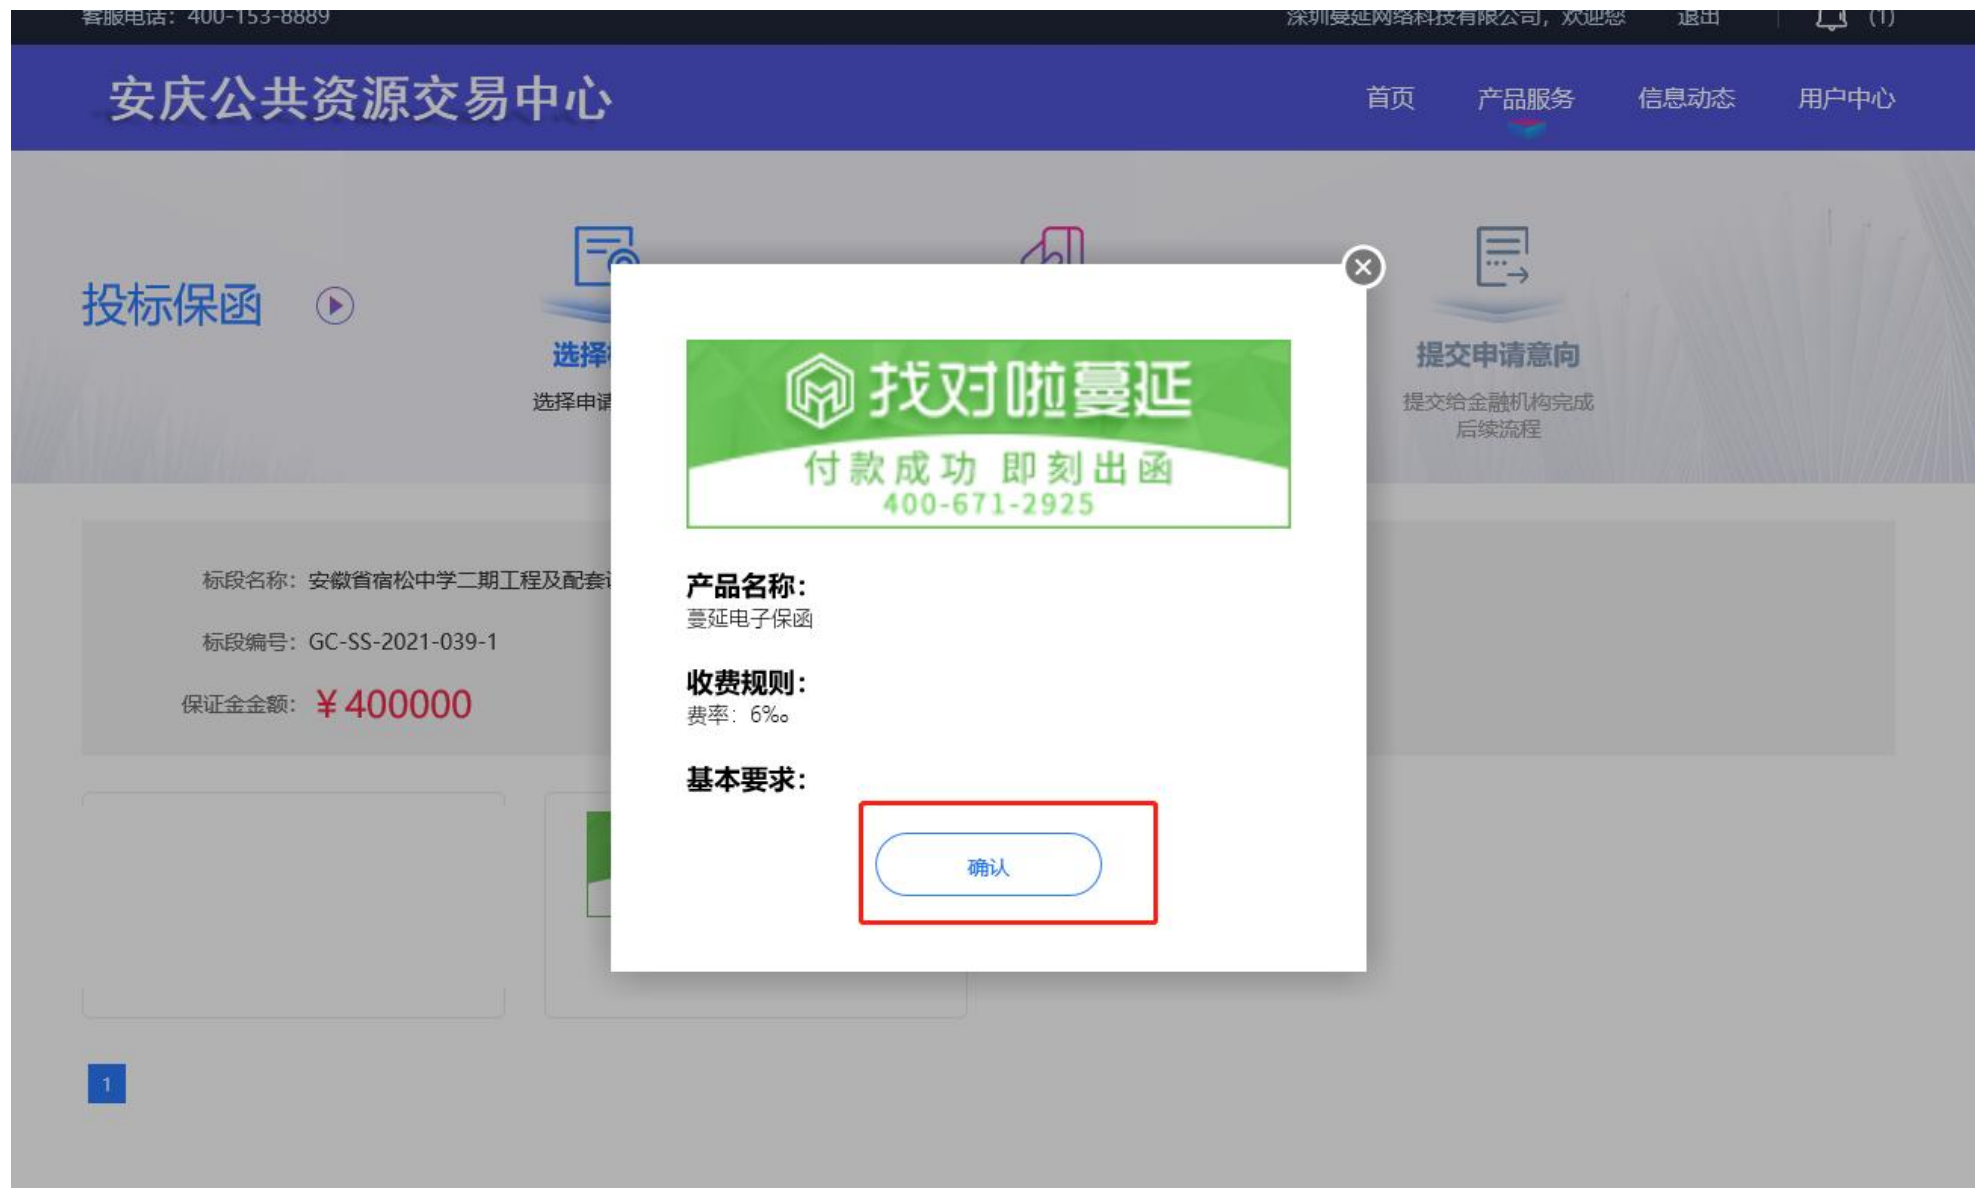 客服电话：400-153-8889
深圳蔓延网络科技有限公司，欢迎您 退出 (1)
安庆公共资源交易中心
首页 产品服务 信息动态 用户中心
投标保函
选择
提交申请意向
选择申请
提交给金融机构完成
后续流程
找对啦蔓延
付款成功 即刻出函
400-671-2925
标段名称：安徽省宿松中学二期工程及配套
标段编号：GC-SS-2021-039-1
保证金金额：￥400000
产品名称：
蔓延电子保函
收费规则：
费率：6‰
基本要求：
确认
1